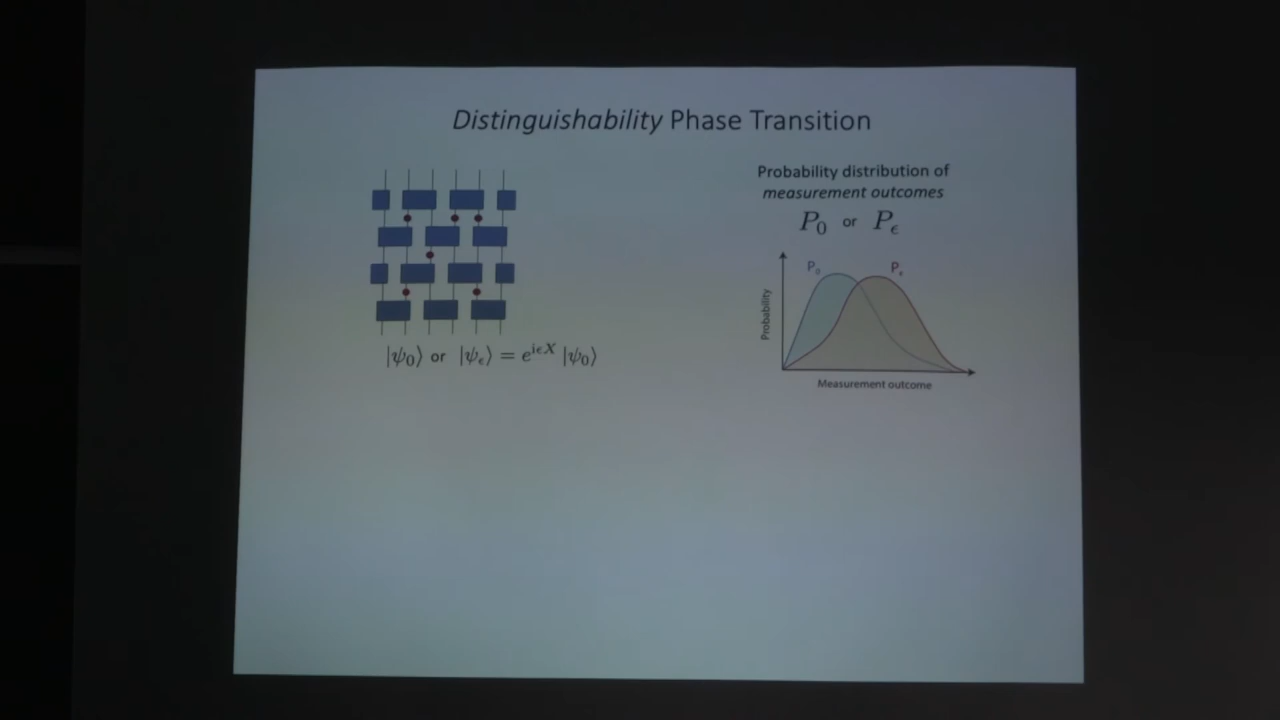 Distinguishability Phase Transition
|ψ₀⟩ or |ψ_ϵ⟩ = e^{iϵX} |ψ₀⟩
Probability distribution of
measurement outcomes
P₀ or P_ϵ
P₀
P_ϵ
Probability
Measurement outcome